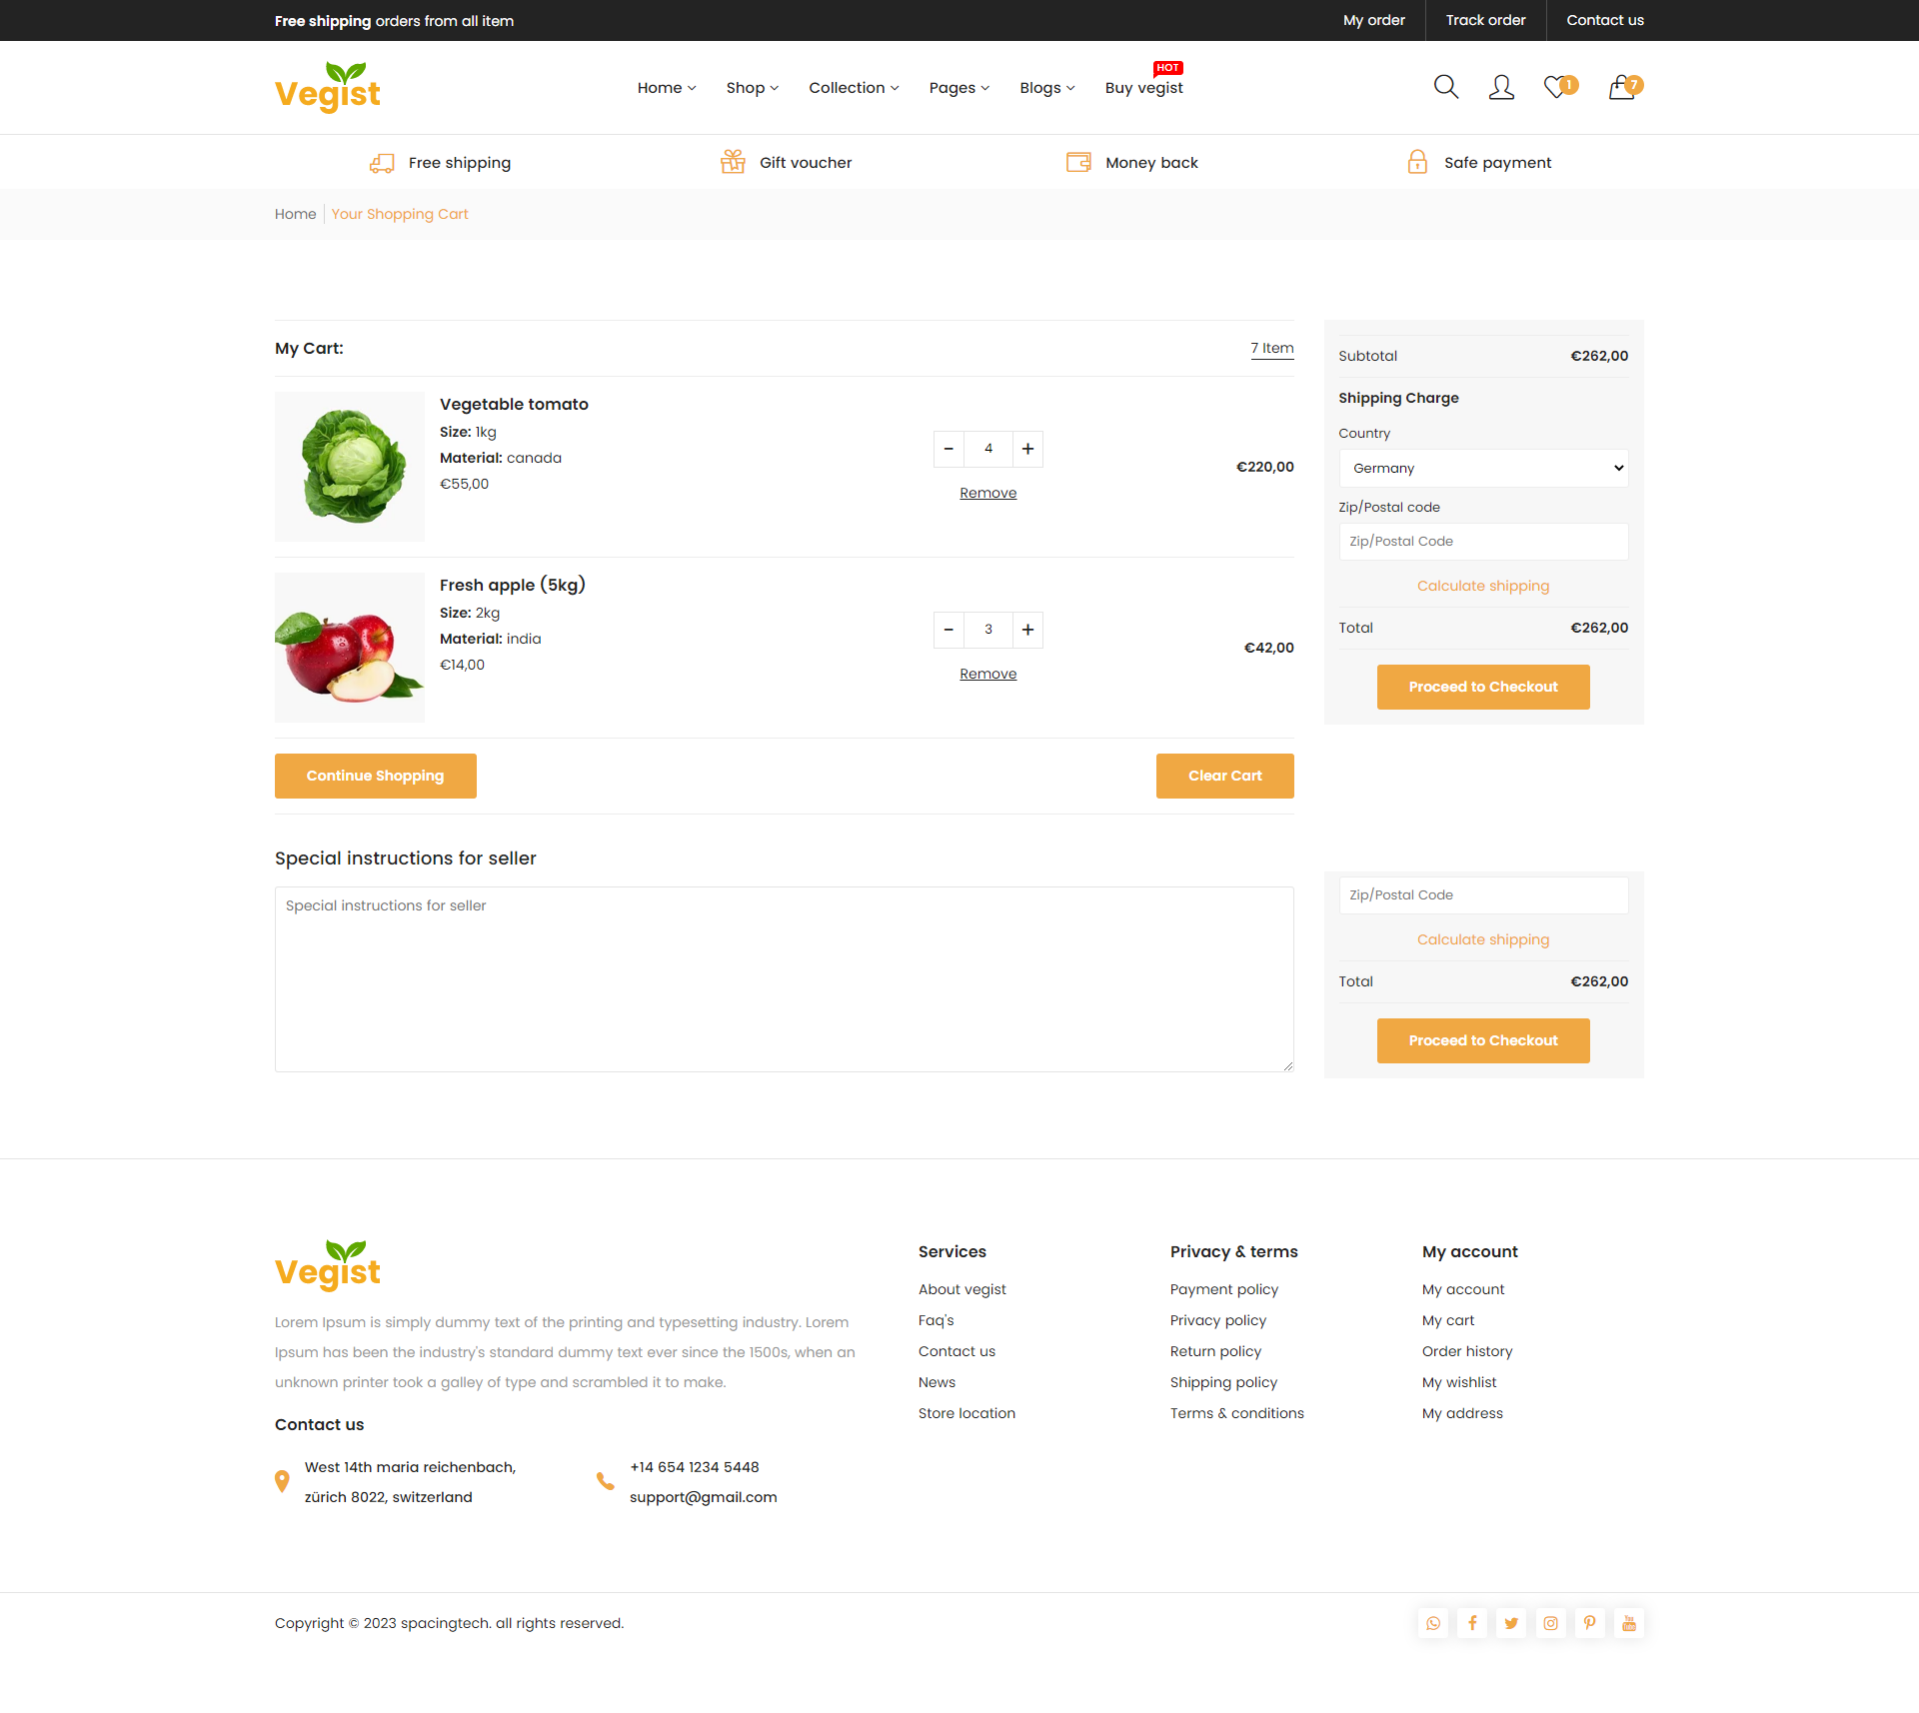 Free shipping orders from all item
My order
Track order
Contact us
Vegist
Home
Shop
Collection
Pages
Blogs
HOT
Buy vegist
1
7
Free shipping
Gift voucher
Money back
Safe payment
Home
Your Shopping Cart
My Cart:
7 Item
Vegetable tomato
Size: 1kg
Material: canada
€55,00
- 4 +
Remove
€220,00
Fresh apple (5kg)
Size: 2kg
Material: india
€14,00
- 3 +
Remove
€42,00
Continue Shopping
Clear Cart
Subtotal €262,00
Shipping Charge
Country
Germany
Zip/Postal code
Zip/Postal Code
Calculate shipping
Total €262,00
Proceed to Checkout
Special instructions for seller
Special instructions for seller
Zip/Postal Code
Calculate shipping
Total €262,00
Proceed to Checkout
Vegist
Lorem Ipsum is simply dummy text of the printing and typesetting industry. Lorem
Ipsum has been the industry's standard dummy text ever since the 1500s, when an
unknown printer took a galley of type and scrambled it to make.
Contact us
West 14th maria reichenbach,
zürich 8022, switzerland
+14 654 1234 5448
support@gmail.com
Services
About vegist
Faq's
Contact us
News
Store location
Privacy & terms
Payment policy
Privacy policy
Return policy
Shipping policy
Terms & conditions
My account
My account
My cart
Order history
My wishlist
My address
Copyright © 2023 spacingtech. all rights reserved.